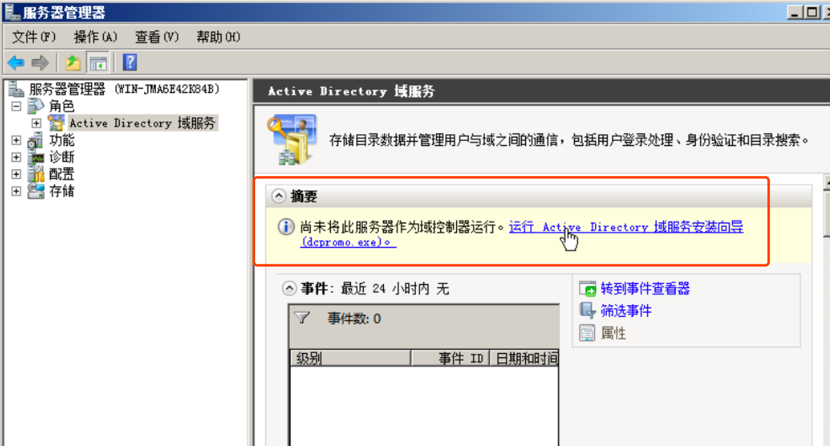 服务器管理器
文件(F) 操作(A) 查看(V) 帮助(H)
服务器管理器 (WIN-JMA6E42K84B)
角色
Active Directory 域服务
功能
诊断
配置
存储
Active Directory 域服务
存储目录数据并管理用户与域之间的通信，包括用户登录处理、身份验证和目录搜索。
摘要
尚未将此服务器作为域控制器运行。运行 Active Directory 域服务安装向导
(dcpromo.exe)。
事件: 最近 24 小时内 无
事件数: 0
级别 事件 ID 日期和时间
转到事件查看器
筛选事件
属性